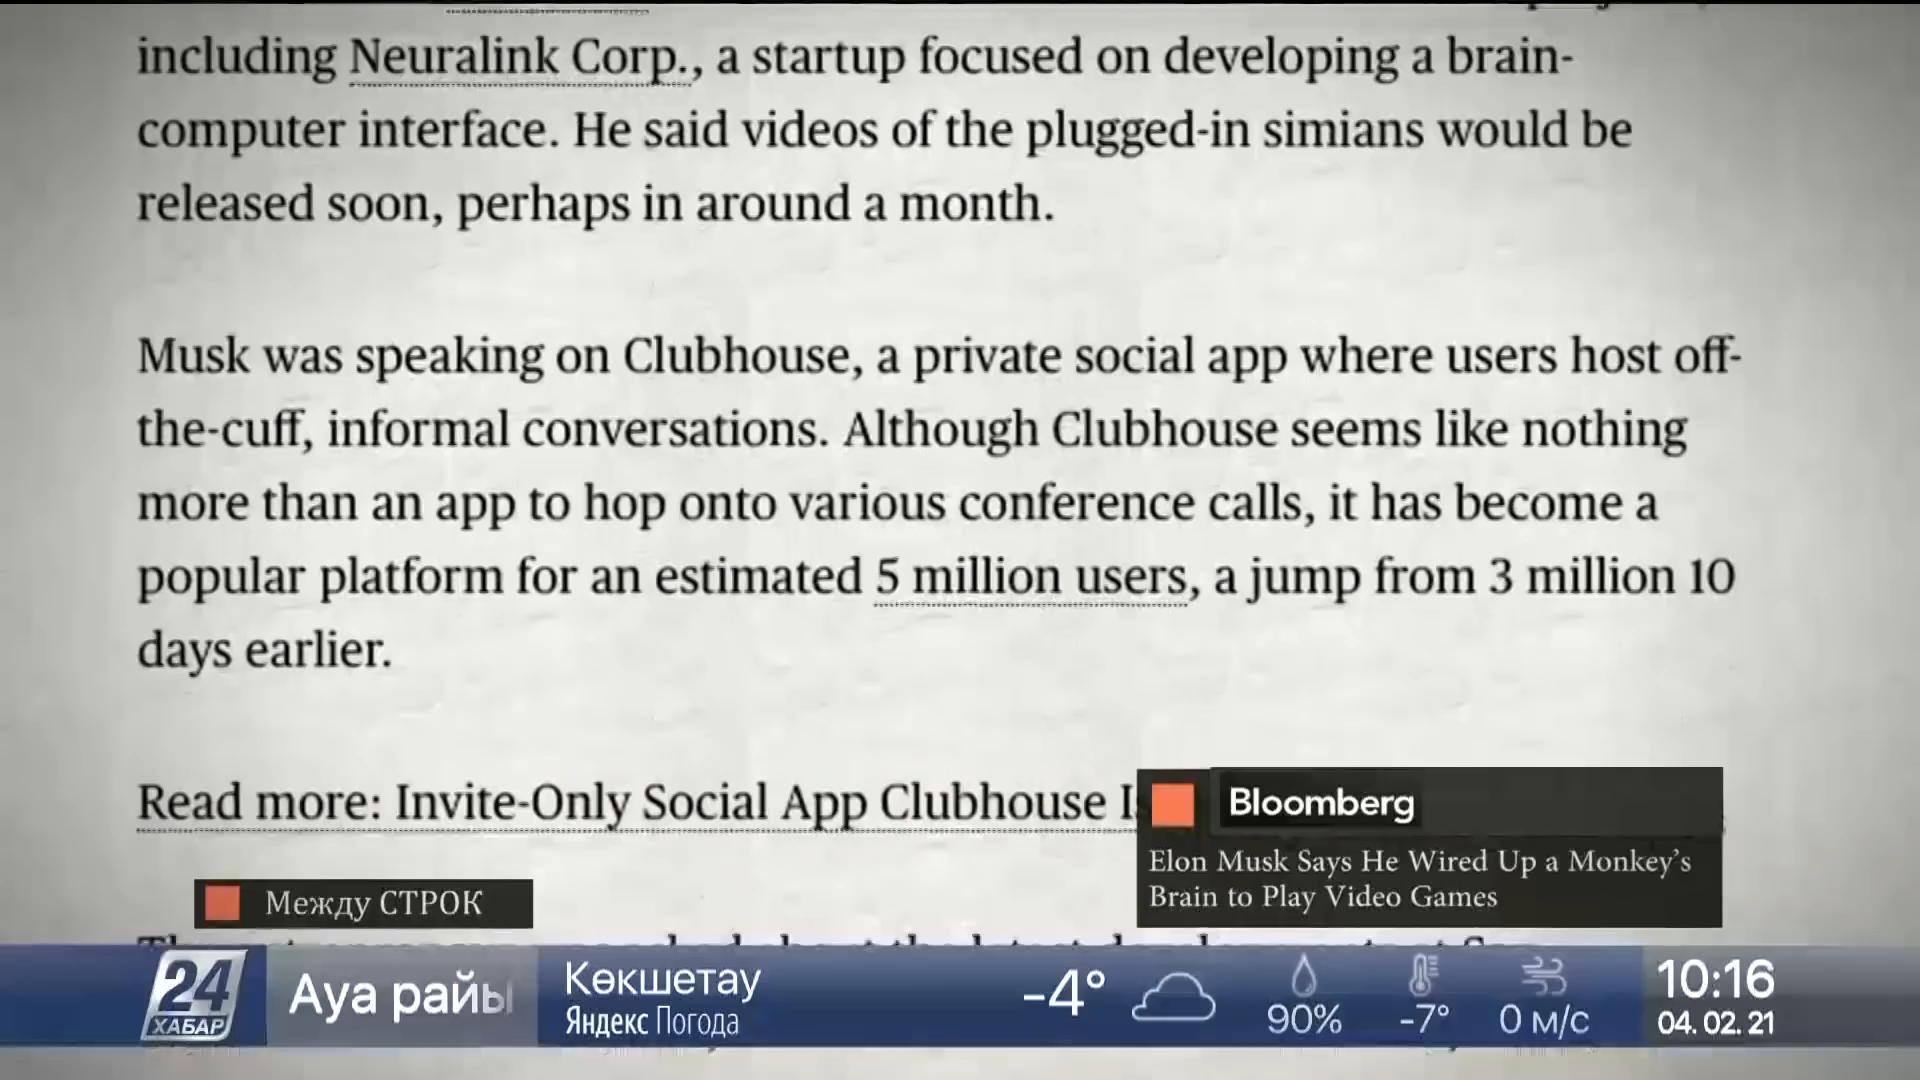 including Neuralink Corp., a startup focused on developing a brain-
computer interface. He said videos of the plugged-in simians would be
released soon, perhaps in around a month.
Musk was speaking on Clubhouse, a private social app where users host off-
the-cuff, informal conversations. Although Clubhouse seems like nothing
more than an app to hop onto various conference calls, it has become a
popular platform for an estimated 5 million users, a jump from 3 million 10
days earlier.
Read more: Invite-Only Social App Clubhouse
Bloomberg
Elon Musk Says He Wired Up a Monkey's
Brain to Play Video Games
Между СТРОК
24
ХАБАР
Ауа райы
Көкшетау
Яндекс Погода
-4°
90%
-7°
0 м/с
10:16
04. 02. 21